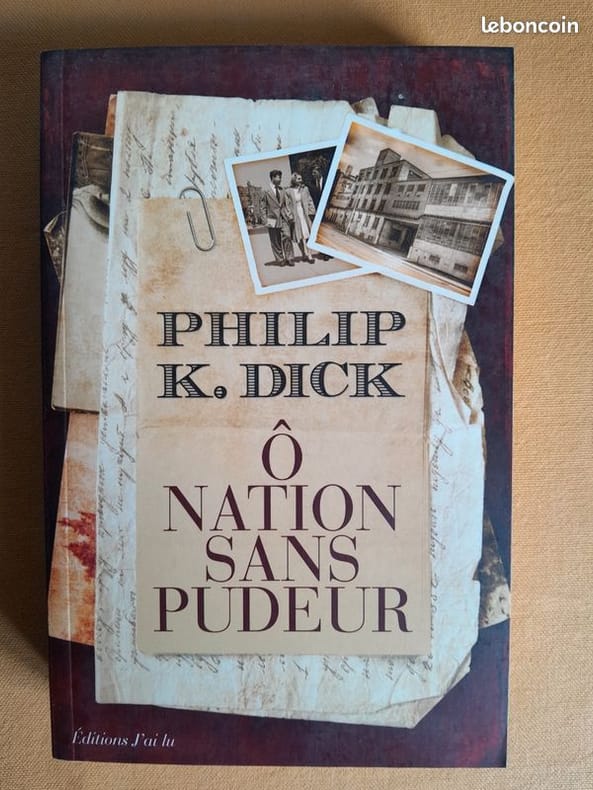 leboncoin
PHILIP
K. DICK
Ô
NATION
SANS
PUDEUR
Éditions J'ai lu